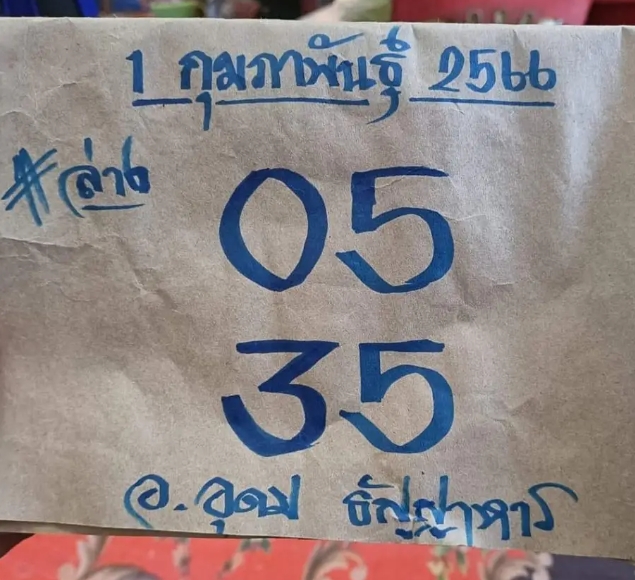 1 กุมภาพันธุ์ 2566
#ล่าง
05
35
อ. อุดม ธัญญาหาร